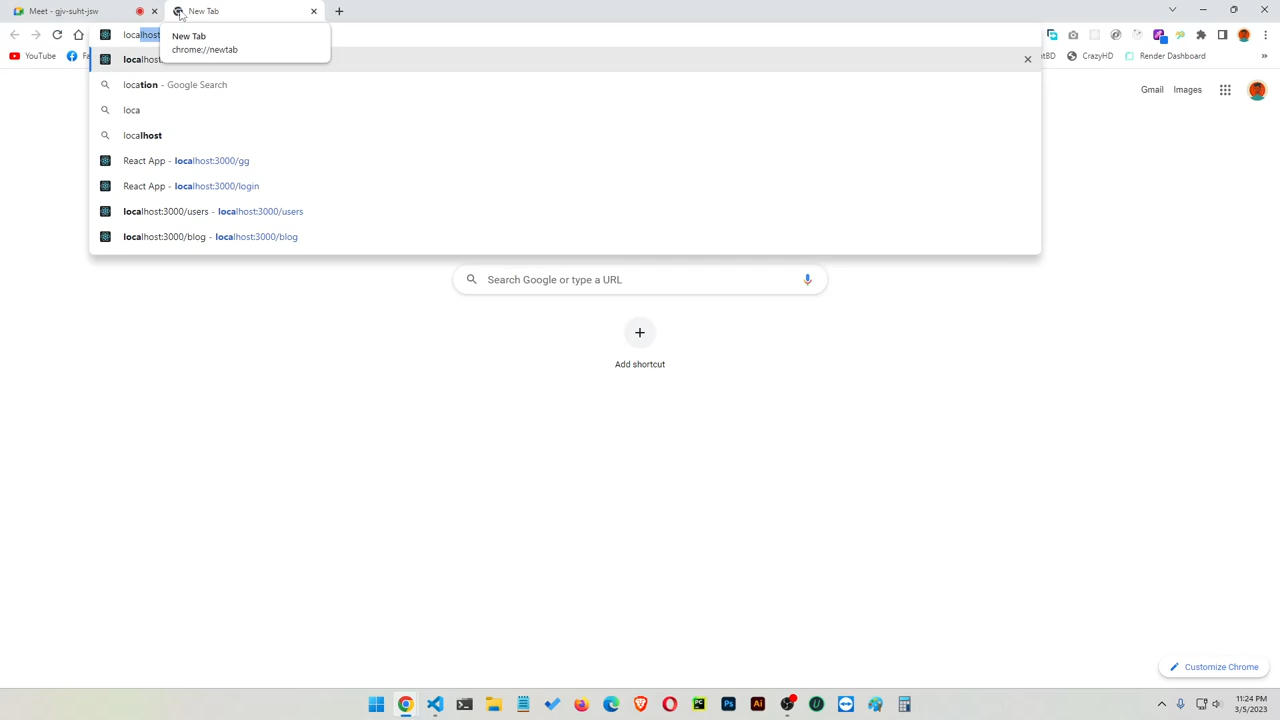 Meet - gjv-suht-jsw
New Tab
localhost
New Tab
chrome://newtab
YouTube
CrazyHD
Render Dashboard
»
localhost:
location - Google Search
loca
localhost
React App - localhost:3000/gg
React App - localhost:3000/login
localhost:3000/users - localhost:3000/users
localhost:3000/blog - localhost:3000/blog
Gmail
Images
Search Google or type a URL
Add shortcut
Customize Chrome
PC
Ps
Ai
U
11:24 PM
3/5/2023